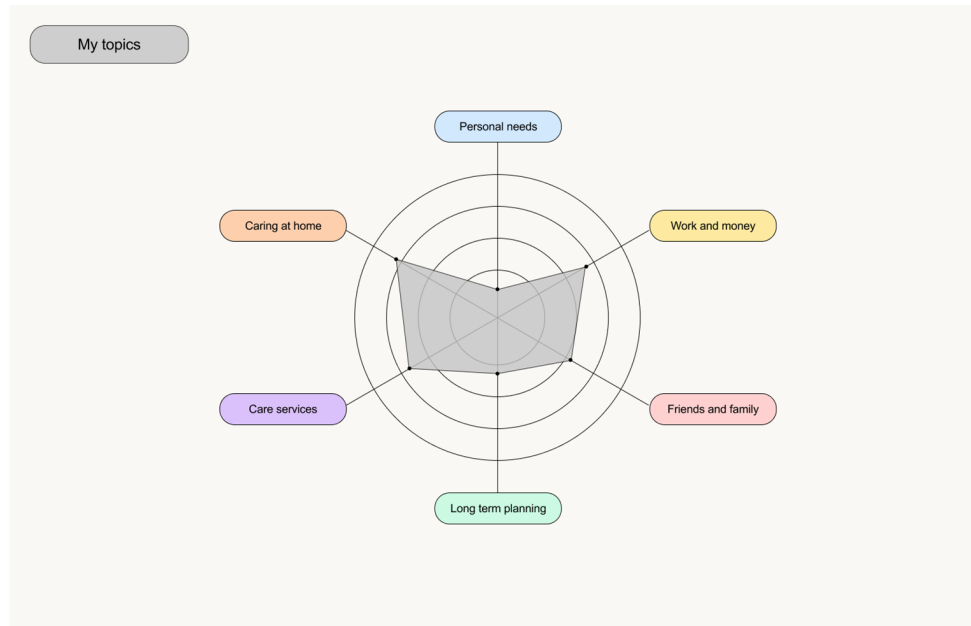 My topics
Personal needs
Caring at home
Work and money
Care services
Friends and family
Long term planning